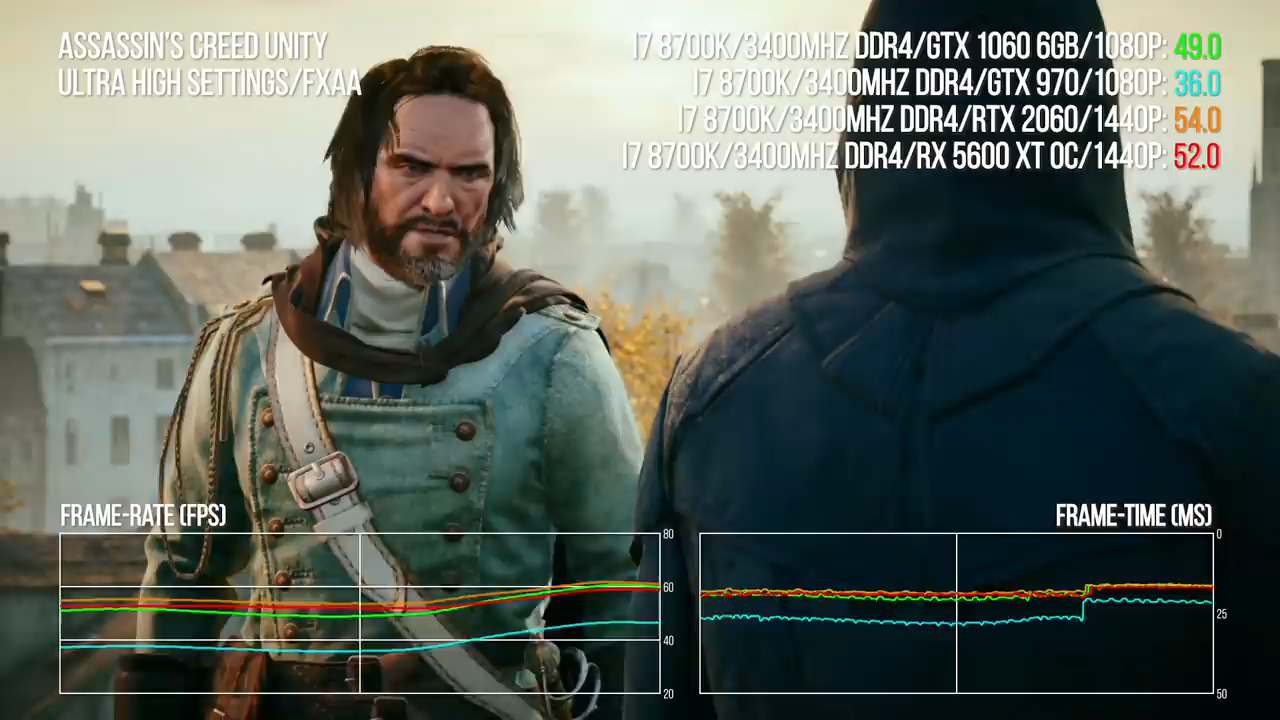 ASSASSIN'S CREED UNITY
ULTRA HIGH SETTINGS/FXAA
I7 8700K/3400MHZ DDR4/GTX 1060 6GB/1080P: 49.0
I7 8700K/3400MHZ DDR4/GTX 970/1080P: 36.0
I7 8700K/3400MHZ DDR4/RTX 2060/1440P: 54.0
I7 8700K/3400MHZ DDR4/RX 5600 XT OC/1440P: 52.0
FRAME-RATE (FPS)
80
60
40
20
FRAME-TIME (MS)
0
25
50